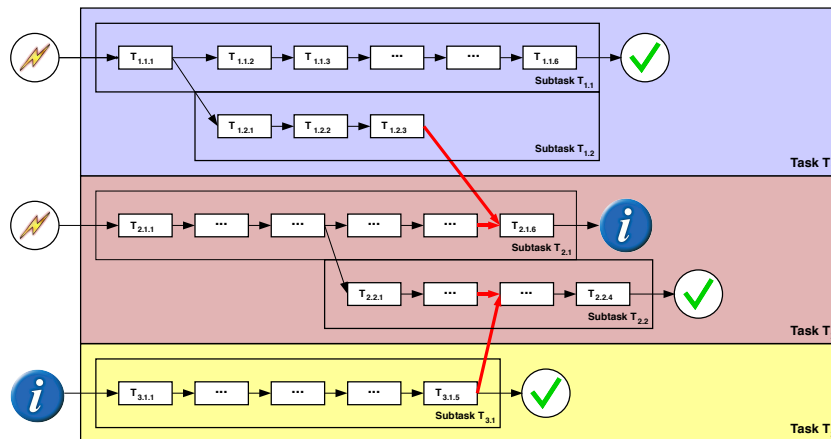 T1.1.1 T1.1.2 T1.1.3 ... ... T1.1.6
Subtask T1.1
T1.2.1 T1.2.2 T1.2.3
Subtask T1.2
Task T
T2.1.1 ... ... ... ... T2.1.6
Subtask T2.1
T2.2.1 ... ... T2.2.4
Subtask T2.2
Task T
T3.1.1 ... ... ... T3.1.5
Subtask T3.1
Task T
i
i